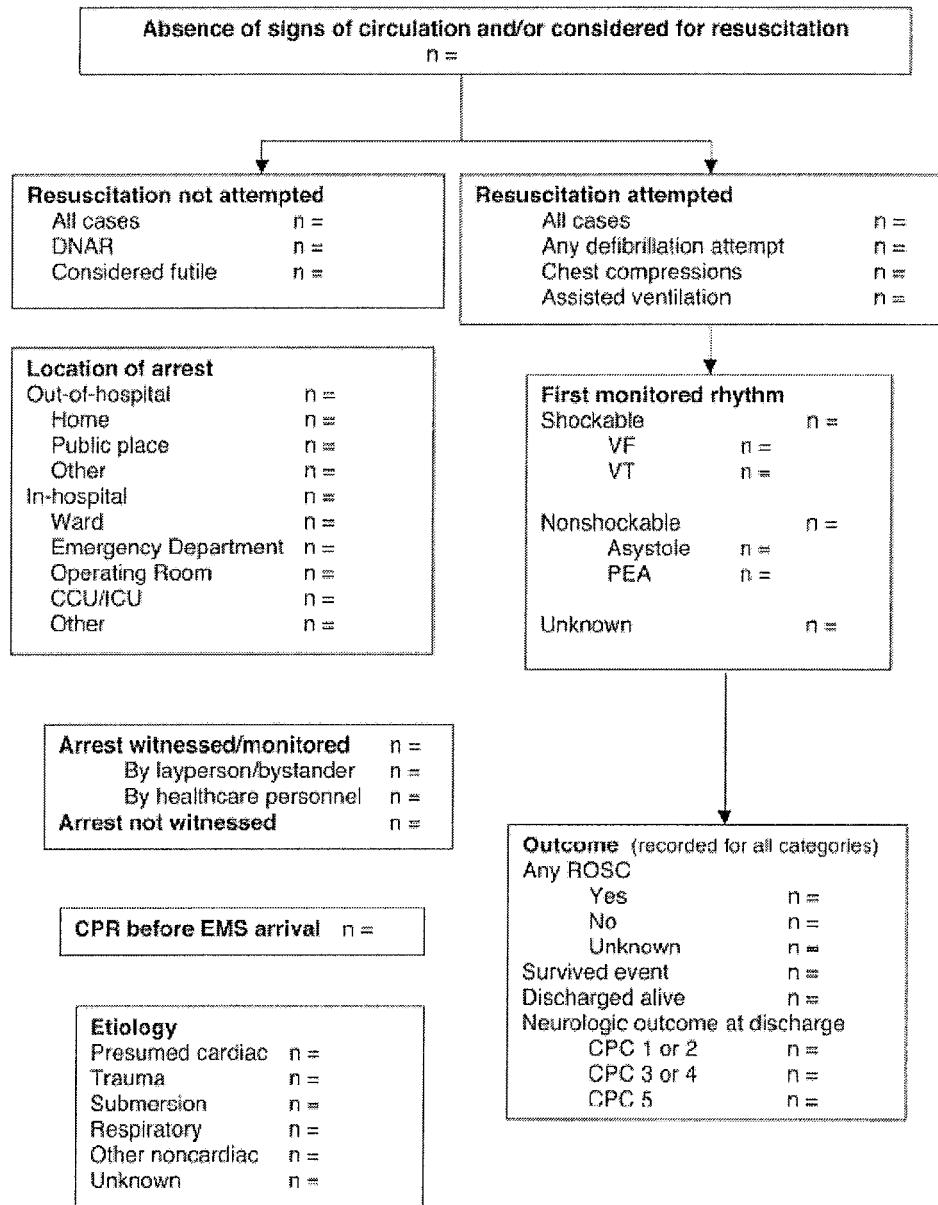 Absence of signs of circulation and/or considered for resuscitation
n =
Resuscitation not attempted
All cases n =
DNAR n =
Considered futile n =
Resuscitation attempted
All cases n =
Any defibrillation attempt n =
Chest compressions n =
Assisted ventilation n =
Location of arrest
Out-of-hospital n =
Home n =
Public place n =
Other n =
In-hospital n =
Ward n =
Emergency Department n =
Operating Room n =
CCU/ICU n =
Other n =
First monitored rhythm
Shockable n =
VF n =
VT n =
Nonshockable n =
Asystole n =
PEA n =
Unknown n =
Arrest witnessed/monitored n =
By layperson/bystander n =
By healthcare personnel n =
Arrest not witnessed n =
CPR before EMS arrival n =
Etiology
Presumed cardiac n =
Trauma n =
Submersion n =
Respiratory n =
Other noncardiac n =
Unknown n =
Outcome (recorded for all categories)
Any ROSC
Yes n =
No n =
Unknown n =
Survived event n =
Discharged alive n =
Neurologic outcome at discharge
CPC 1 or 2 n =
CPC 3 or 4 n =
CPC 5 n =